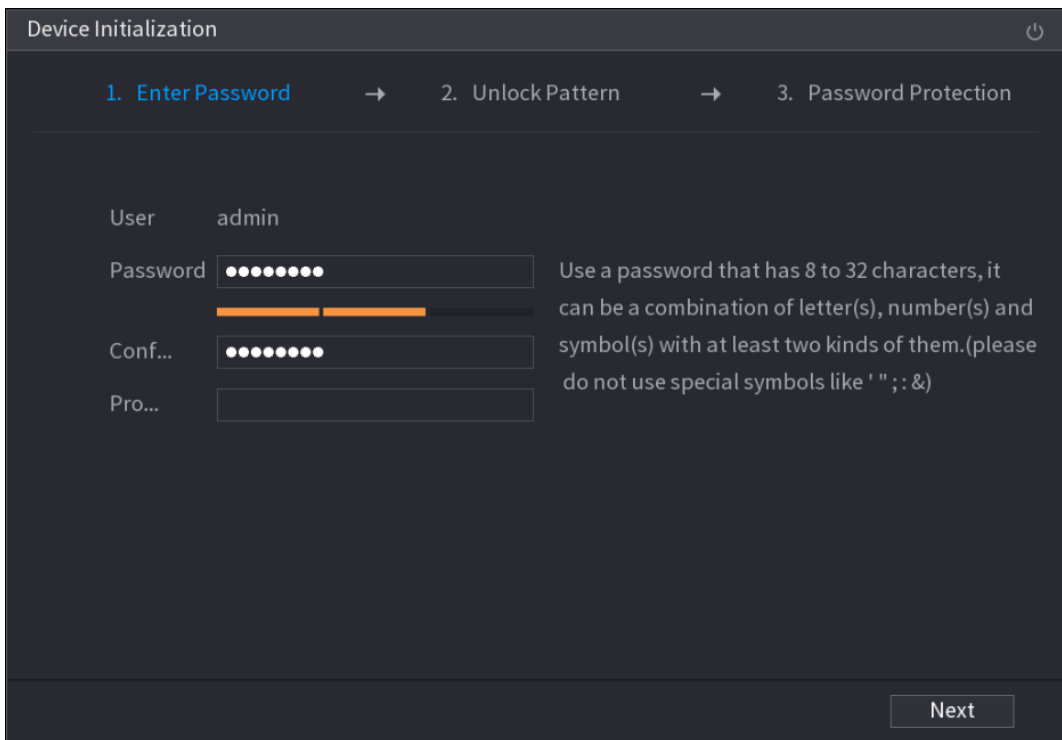 Device Initialization
1. Enter Password → 2. Unlock Pattern → 3. Password Protection
User admin
Password ●●●●●●●● Use a password that has 8 to 32 characters, it
can be a combination of letter(s), number(s) and
Conf... ●●●●●●●● symbol(s) with at least two kinds of them.(please
do not use special symbols like ' " ; : &)
Pro...
Next